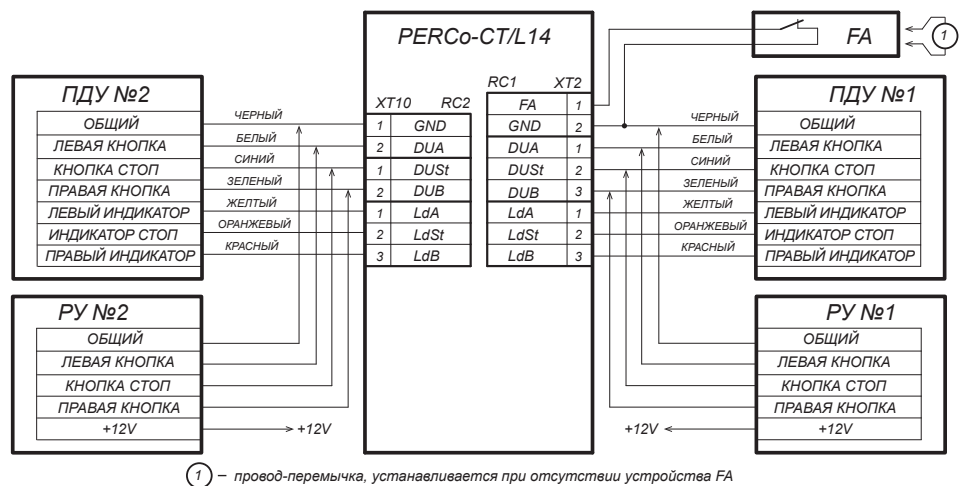 PERCo-CT/L14
FA
1
ПДУ №2
ОБЩИЙ
ЛЕВАЯ КНОПКА
КНОПКА СТОП
ПРАВАЯ КНОПКА
ЛЕВЫЙ ИНДИКАТОР
ИНДИКАТОР СТОП
ПРАВЫЙ ИНДИКАТОР
ЧЕРНЫЙ
БЕЛЫЙ
СИНИЙ
ЗЕЛЕНЫЙ
ЖЕЛТЫЙ
ОРАНЖЕВЫЙ
КРАСНЫЙ
XT10 RC2
1 GND
2 DUA
1 DUSt
2 DUB
1 LdA
2 LdSt
3 LdB
RC1 XT2
FA 1
GND 2
DUA 1
DUSt 2
DUB 3
LdA 1
LdSt 2
LdB 3
ЧЕРНЫЙ
БЕЛЫЙ
СИНИЙ
ЗЕЛЕНЫЙ
ЖЕЛТЫЙ
ОРАНЖЕВЫЙ
КРАСНЫЙ
ПДУ №1
ОБЩИЙ
ЛЕВАЯ КНОПКА
КНОПКА СТОП
ПРАВАЯ КНОПКА
ЛЕВЫЙ ИНДИКАТОР
ИНДИКАТОР СТОП
ПРАВЫЙ ИНДИКАТОР
РУ №2
ОБЩИЙ
ЛЕВАЯ КНОПКА
КНОПКА СТОП
ПРАВАЯ КНОПКА
+12V
+12V
+12V
РУ №1
ОБЩИЙ
ЛЕВАЯ КНОПКА
КНОПКА СТОП
ПРАВАЯ КНОПКА
+12V
1 – провод-перемычка, устанавливается при отсутствии устройства FA